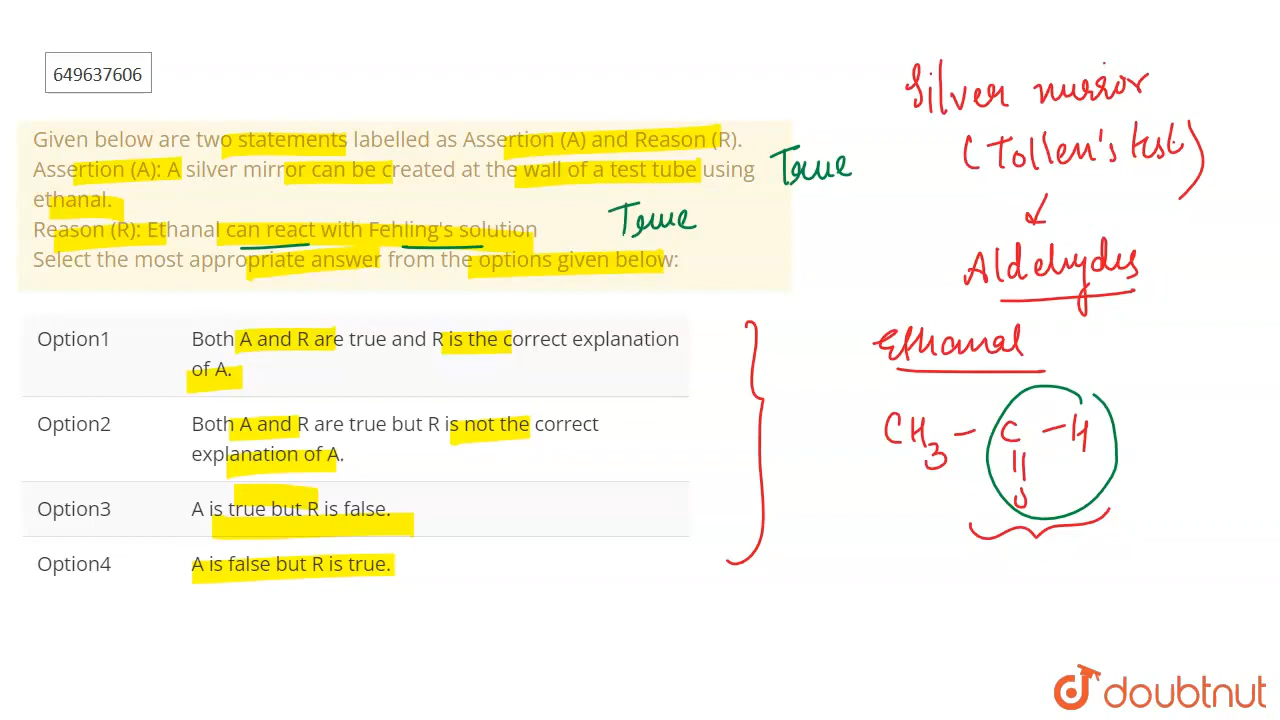 649637606
Given below are two statements labelled as Assertion (A) and Reason (R).
Assertion (A): A silver mirror can be created at the wall of a test tube using
ethanal.
Reason (R): Ethanal can react with Fehling's solution
Select the most appropriate answer from the options given below:
True
True
Option1 Both A and R are true and R is the correct explanation
of A.
Option2 Both A and R are true but R is not the correct
explanation of A.
Option3 A is true but R is false.
Option4 A is false but R is true.
Silver mirror
(Tollen's test)
Aldehydes
Ethanal
CH3 - C - H
O
doubtnut